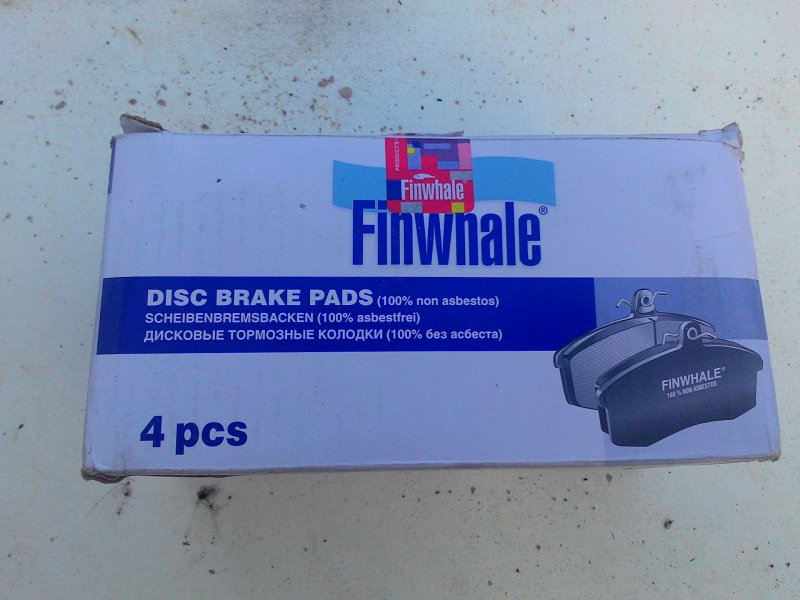 PRODUCTS
Finwhale
Finwhale®
DISC BRAKE PADS (100% non asbestos)
SCHEIBENBREMSBACKEN (100% asbestfrei)
ДИСКОВЫЕ ТОРМОЗНЫЕ КОЛОДКИ (100% без асбеста)
FINWHALE®
100 % NON ASBESTOS
4 pcs